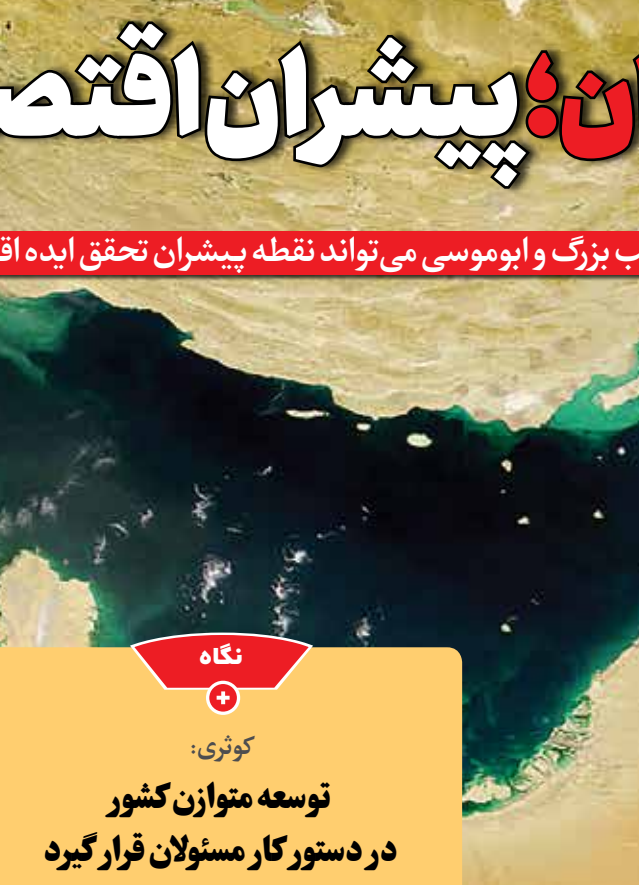 ان؛ پیشران اقتص
ب بزرگ و ابوموسی می‌تواند نقطه پیشران تحقق ایده اق
نگاه
+
کوثری:
توسعه متوازن کشور
در دستور کار مسئولان قرار گیرد